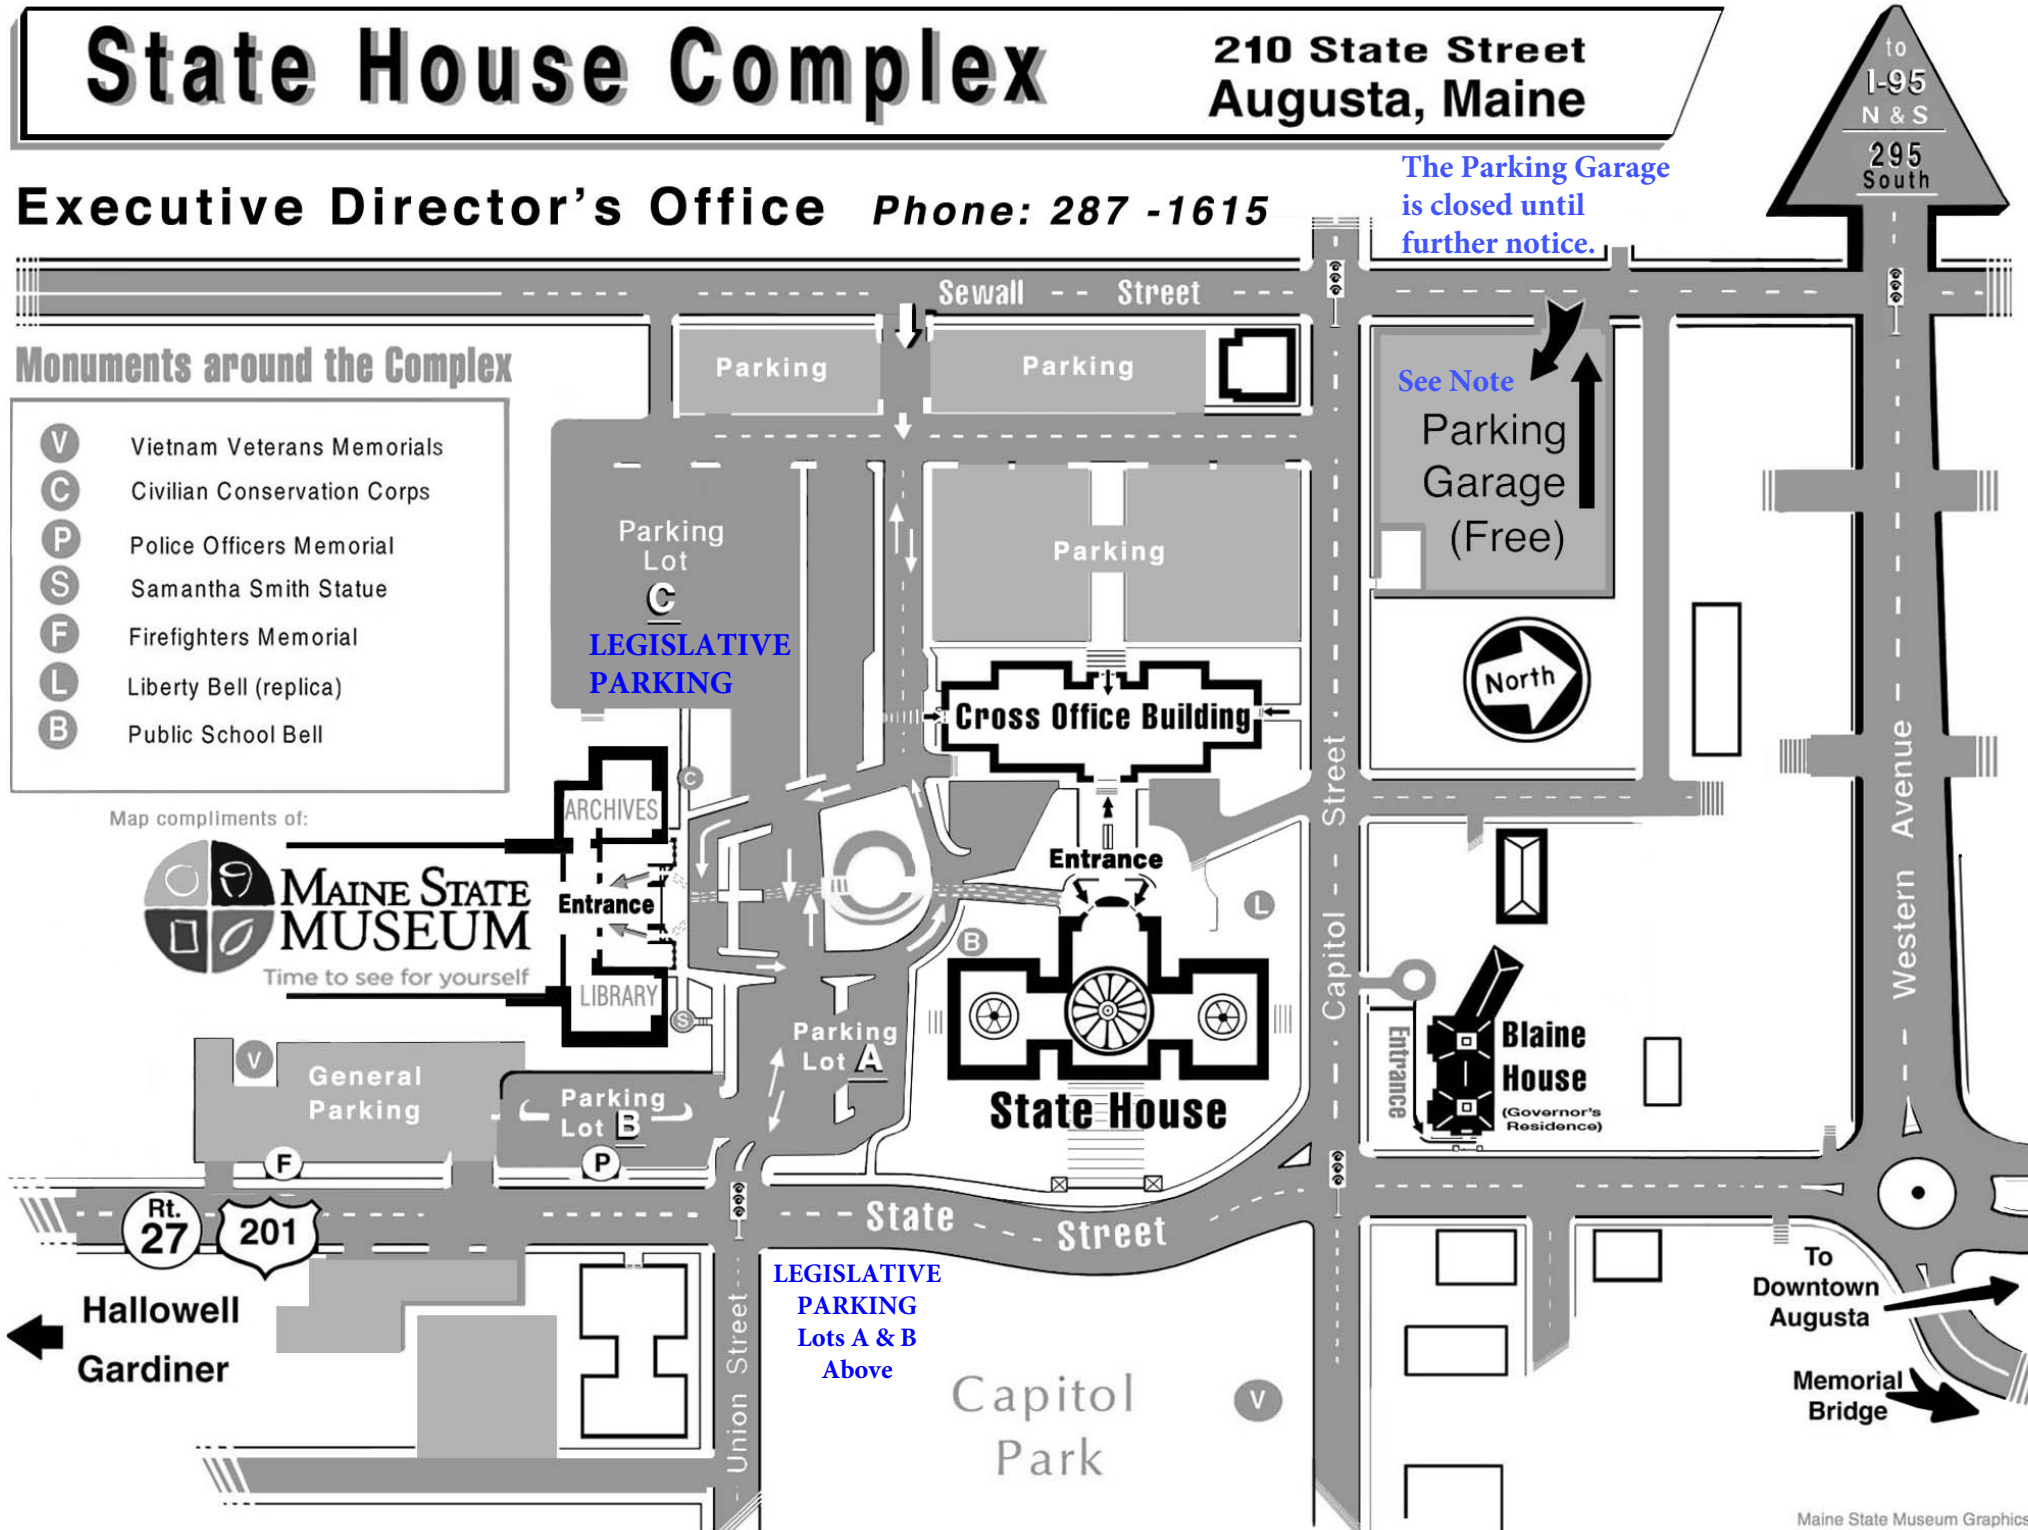 State House Complex
210 State Street
Augusta, Maine
to
I-95
N & S
295
South
Executive Director's Office Phone: 287 -1615
The Parking Garage
is closed until
further notice.
Sewall Street
Monuments around the Complex
V Vietnam Veterans Memorials
C Civilian Conservation Corps
P Police Officers Memorial
S Samantha Smith Statue
F Firefighters Memorial
L Liberty Bell (replica)
B Public School Bell
Parking
Parking
See Note
Parking
Garage
(Free)
Parking
Lot
C
LEGISLATIVE
PARKING
Parking
North
Cross Office Building
C
Map compliments of:
MAINE STATE
MUSEUM
Time to see for yourself
ARCHIVES
Entrance
LIBRARY
S
Entrance
L
B
Capitol Street
Western Avenue
Parking
Lot A
State House
Entrance
Blaine
House
(Governor's
Residence)
V
General
Parking
Parking
Lot B
F
P
Rt.
27
201
State Street
Hallowell
Gardiner
Union Street
LEGISLATIVE
PARKING
Lots A & B
Above
Capitol
Park
V
To
Downtown
Augusta
Memorial
Bridge
Maine State Museum Graphics